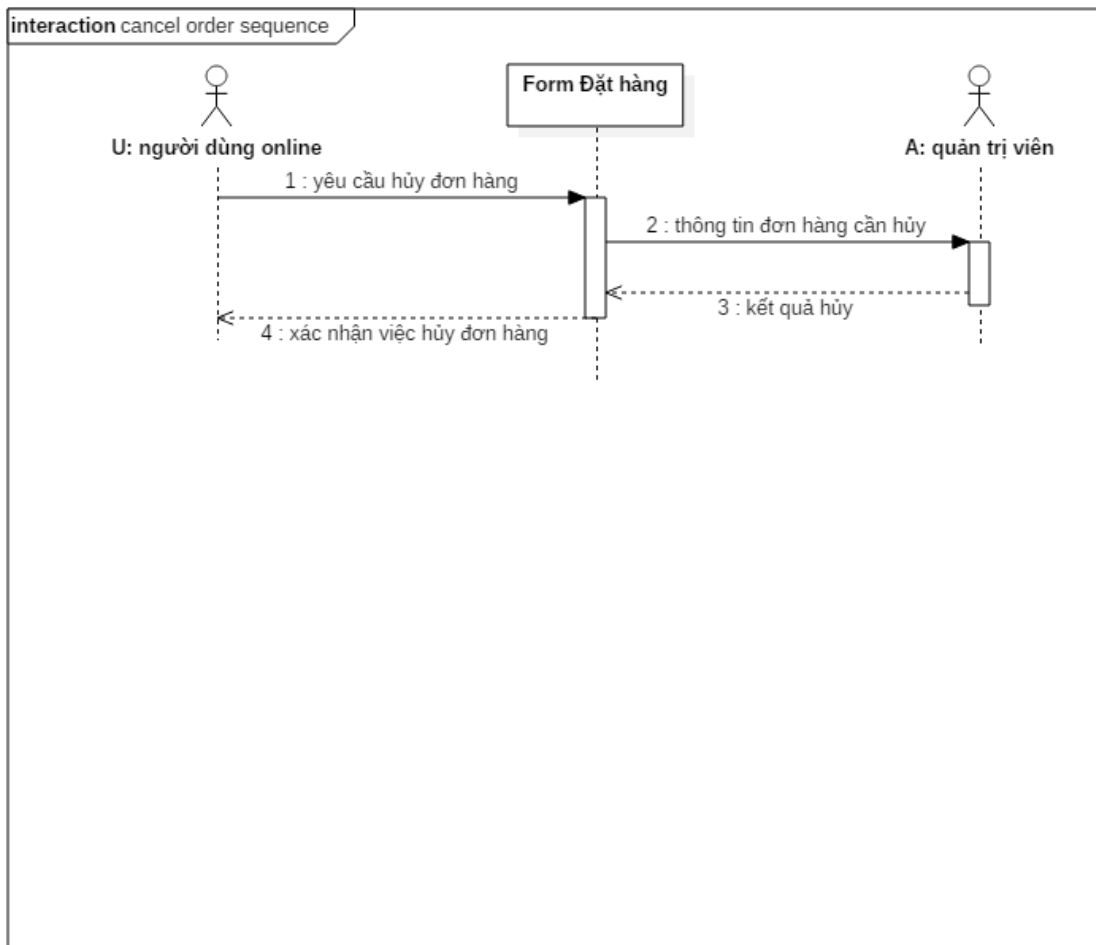 interaction cancel order sequence
Form Đặt hàng
U: người dùng online
A: quản trị viên
1 : yêu cầu hủy đơn hàng
2 : thông tin đơn hàng cần hủy
3 : kết quả hủy
4 : xác nhận việc hủy đơn hàng